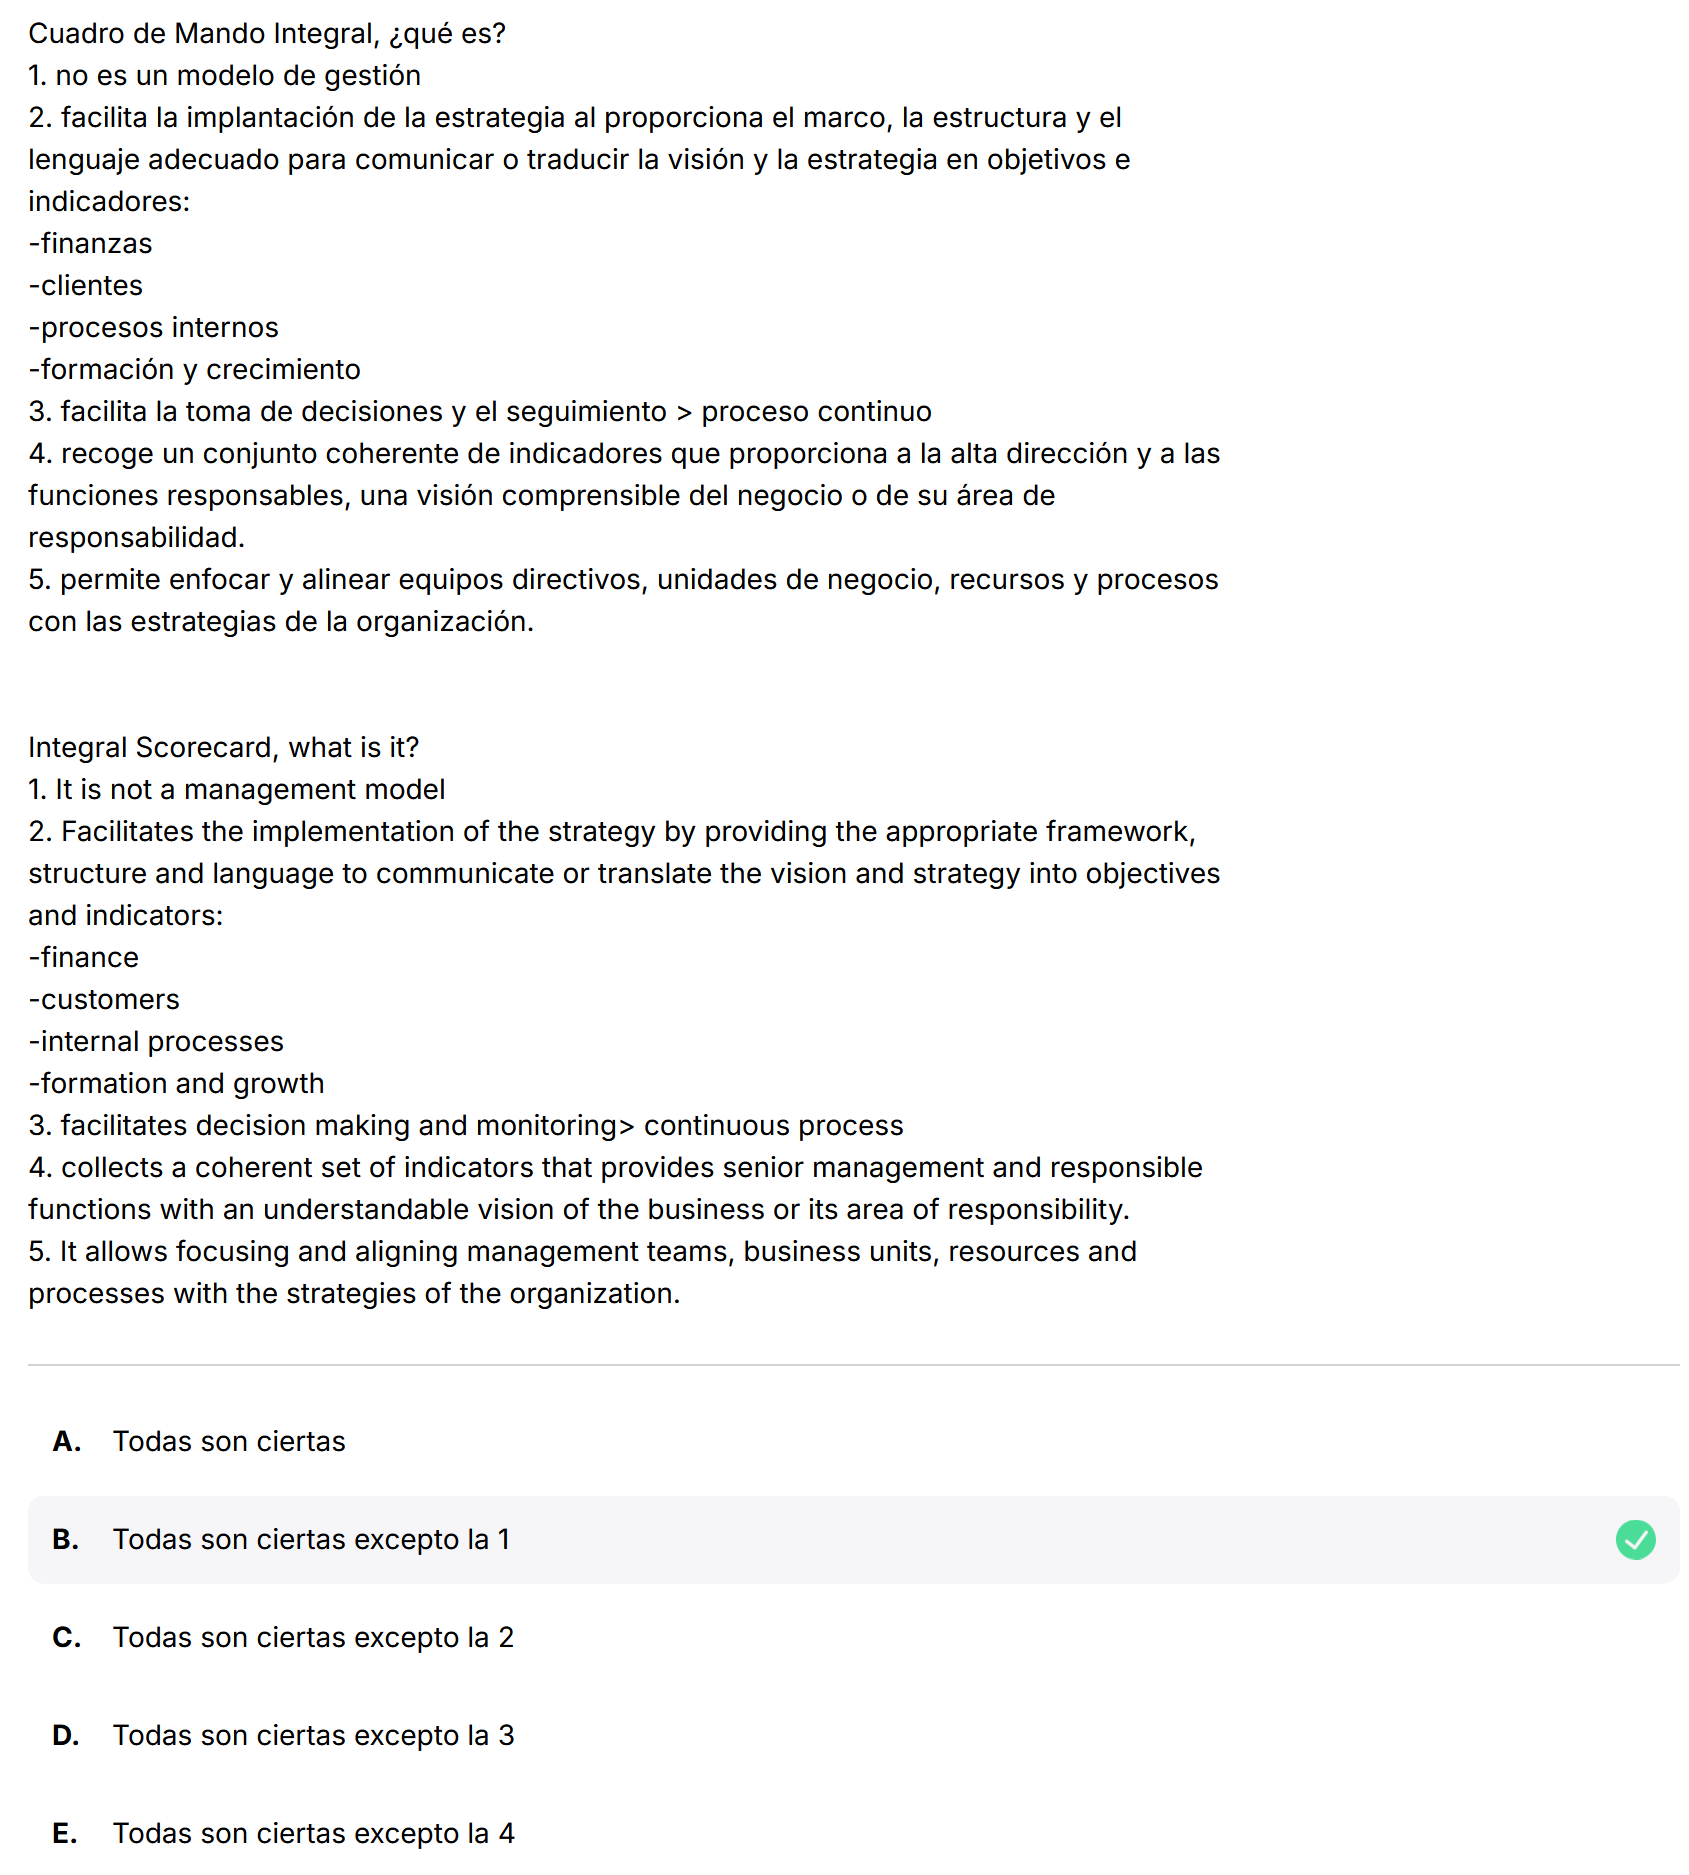 Cuadro de Mando Integral, ¿qué es?
1. no es un modelo de gestión
2. facilita la implantación de la estrategia al proporciona el marco, la estructura y el
lenguaje adecuado para comunicar o traducir la visión y la estrategia en objetivos e
indicadores:
-finanzas
-clientes
-procesos internos
-formación y crecimiento
3. facilita la toma de decisiones y el seguimiento > proceso continuo
4. recoge un conjunto coherente de indicadores que proporciona a la alta dirección y a las
funciones responsables, una visión comprensible del negocio o de su área de
responsabilidad.
5. permite enfocar y alinear equipos directivos, unidades de negocio, recursos y procesos
con las estrategias de la organización.
Integral Scorecard, what is it?
1. It is not a management model
2. Facilitates the implementation of the strategy by providing the appropriate framework,
structure and language to communicate or translate the vision and strategy into objectives
and indicators:
-finance
-customers
-internal processes
-formation and growth
3. facilitates decision making and monitoring> continuous process
4. collects a coherent set of indicators that provides senior management and responsible
functions with an understandable vision of the business or its area of responsibility.
5. It allows focusing and aligning management teams, business units, resources and
processes with the strategies of the organization.
A. Todas son ciertas
B. Todas son ciertas excepto la 1
C. Todas son ciertas excepto la 2
D. Todas son ciertas excepto la 3
E. Todas son ciertas excepto la 4